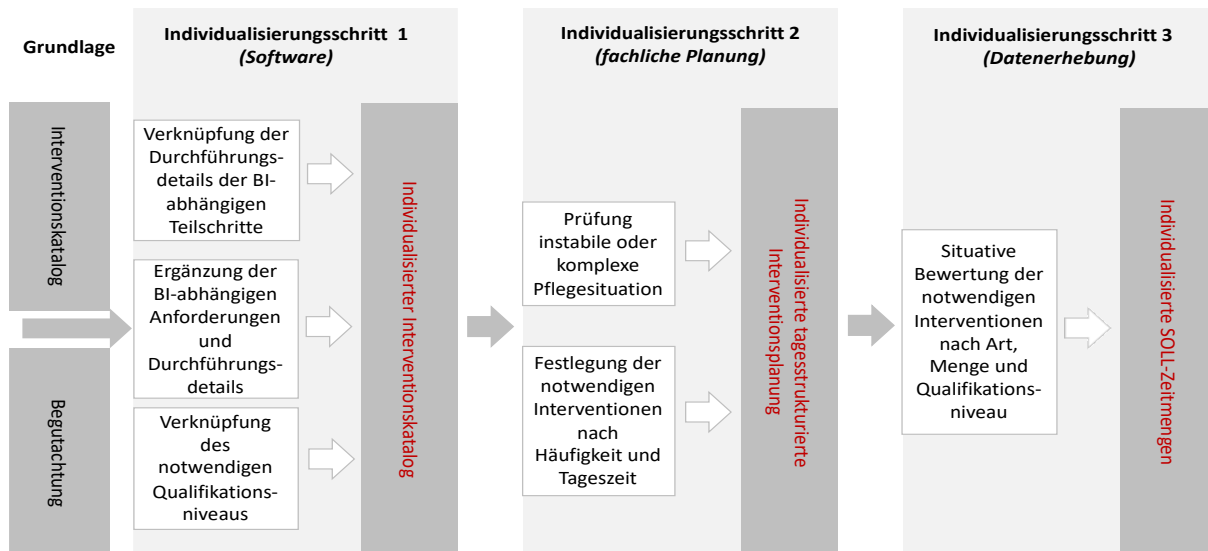 Grundlage
Individualisierungsschritt 1
(Software)
Individualisierungsschritt 2
(fachliche Planung)
Individualisierungsschritt 3
(Datenerhebung)
Interventionskatalog
Begutachtung
Verknüpfung der
Durchführungs-
details der BI-
abhängigen
Teilschritte
Ergänzung der
BI-abhängigen
Anforderungen
und
Durchführungs-
details
Verknüpfung
des
notwendigen
Qualifikations-
niveaus
Individualisierter Interventionskatalog
Prüfung
instabile oder
komplexe
Pflegesituation
Festlegung der
notwendigen
Interventionen
nach
Häufigkeit und
Tageszeit
Individualisierte tagesstrukturierte
Interventionsplanung
Situative
Bewertung der
notwendigen
Interventionen
nach Art,
Menge und
Qualifikations-
niveau
Individualisierte SOLL-Zeitmengen